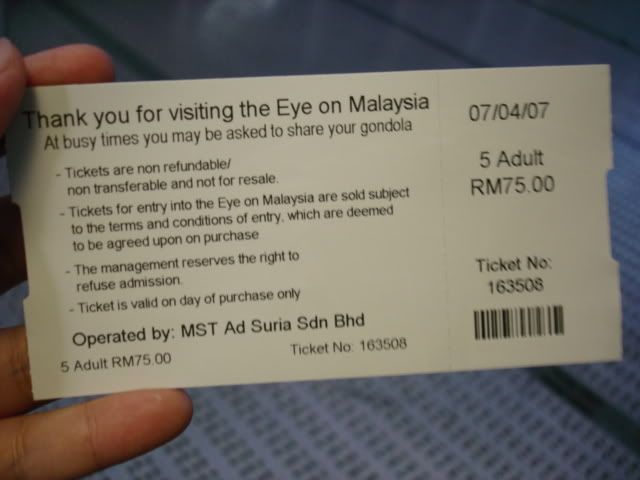 Thank you for visiting the Eye on Malaysia
At busy times you may be asked to share your gondola
- Tickets are non refundable/
non transferable and not for resale.
- Tickets for entry into the Eye on Malaysia are sold subject
to the terms and conditions of entry, which are deemed
to be agreed upon on purchase
- The management reserves the right to
refuse admission.
- Ticket is valid on day of purchase only
Operated by: MST Ad Suria Sdn Bhd
5 Adult RM75.00
Ticket No: 163508
07/04/07
5 Adult
RM75.00
Ticket No:
163508